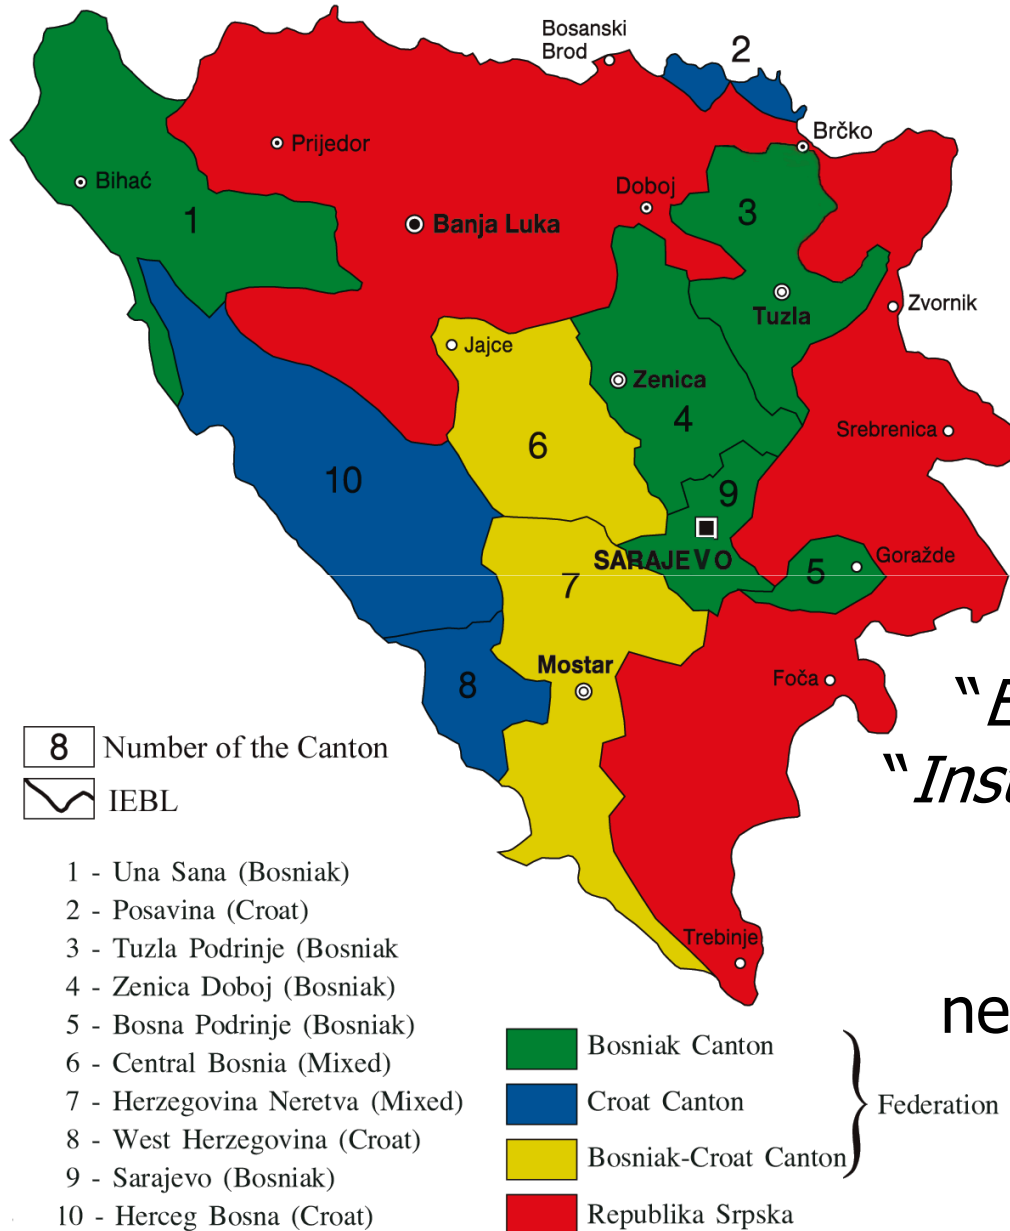 Bosanski
Brod
2
Brčko
Prijedor
Bihać
Doboj
3
1
Banja Luka
Zvornik
Tuzla
Jajce
Zenica
4
Srebrenica
6
10
9
SARAJEVO
Goražde
5
7
Mostar
Foča
8
8 Number of the Canton
IEBL
Trebinje
1 - Una Sana (Bosniak)
2 - Posavina (Croat)
3 - Tuzla Podrinje (Bosniak
4 - Zenica Doboj (Bosniak)
5 - Bosna Podrinje (Bosniak)
6 - Central Bosnia (Mixed)
7 - Herzegovina Neretva (Mixed)
8 - West Herzegovina (Croat)
9 - Sarajevo (Bosniak)
10 - Herceg Bosna (Croat)
Bosniak Canton
Croat Canton
Bosniak-Croat Canton
Federation
Republika Srpska
ne